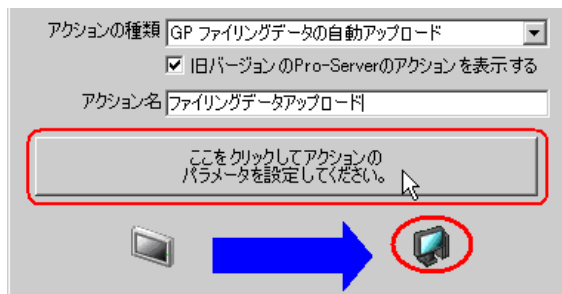 アクションの種類 GP ファイリングデータの自動アップロード
旧バージョンのPro-Serverのアクションを表示する
アクション名 ファイリングデータアップロード
ここをクリックしてアクションの
パラメータを設定してください。